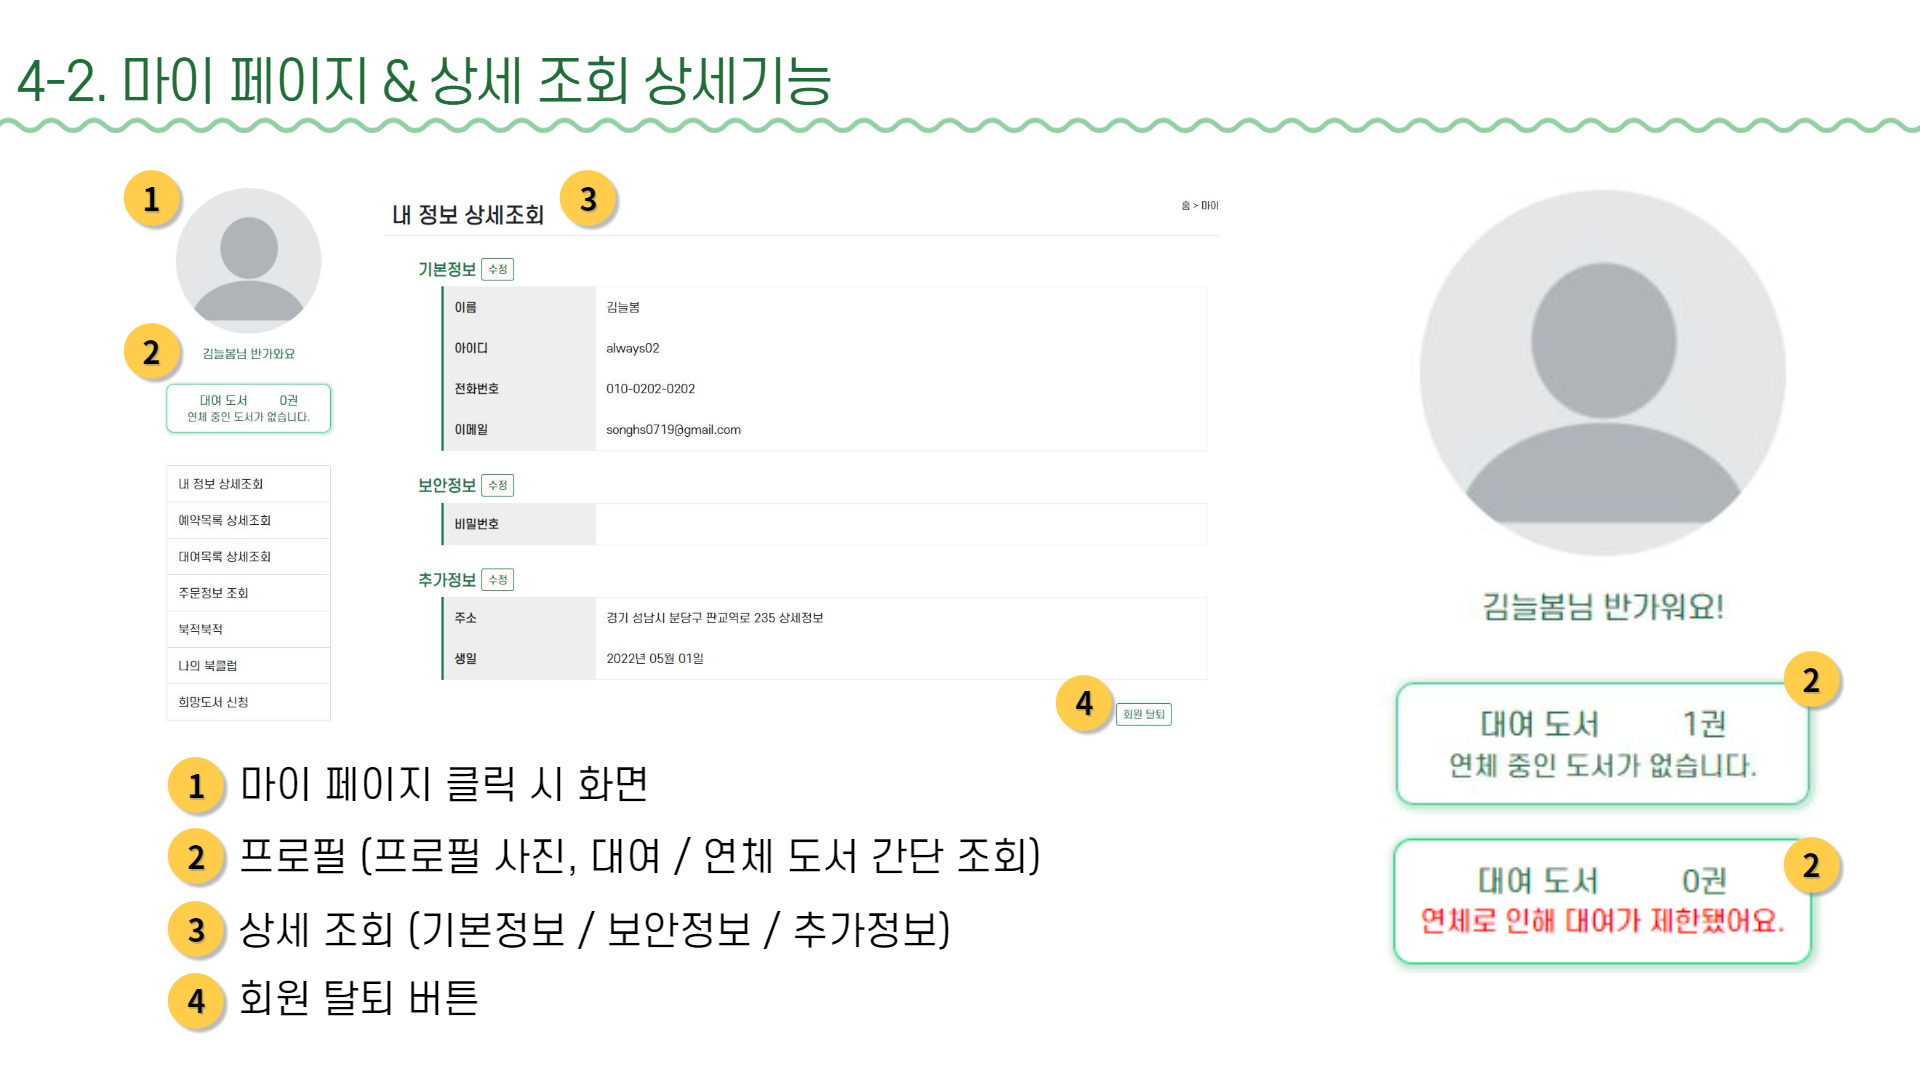 4-2. 마이 페이지 & 상세 조회 상세기능
1
김늘봄님 반가와요
2
대여 도서 0권
연체 중인 도서가 없습니다.
내 정보 상세조회
예약목록 상세조회
대여목록 상세조회
주문정보 조회
북적북적
나의 북클럽
희망도서 신청
내 정보 상세조회
3
홈 > 마이
기본정보 수정
이름 김늘봄
아이디 always02
전화번호 010-0202-0202
이메일 songhs0719@gmail.com
보안정보 수정
비밀번호
추가정보 수정
주소 경기 성남시 분당구 판교역로 235 상세정보
생일 2022년 05월 01일
4
회원 탈퇴
김늘봄님 반가워요!
2
대여 도서 1권
연체 중인 도서가 없습니다.
2
대여 도서 0권
연체로 인해 대여가 제한됐어요.
1 마이 페이지 클릭 시 화면
2 프로필 (프로필 사진, 대여 / 연체 도서 간단 조회)
3 상세 조회 (기본정보 / 보안정보 / 추가정보)
4 회원 탈퇴 버튼